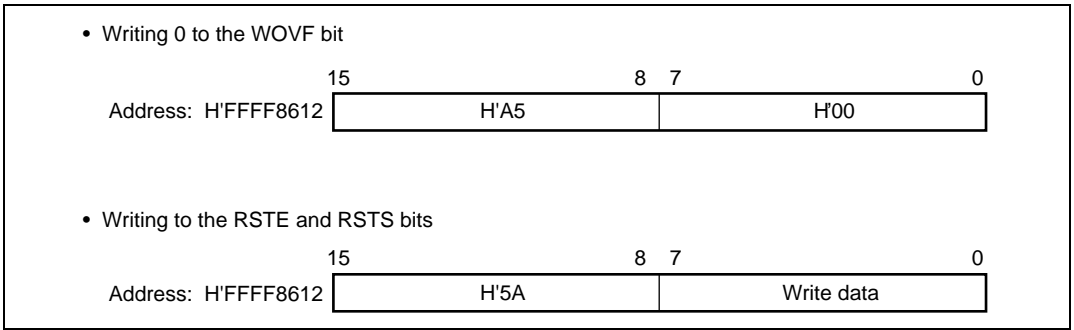 • Writing 0 to the WOVF bit
15 8 7 0
Address: H'FFFF8612 H'A5 H'00
• Writing to the RSTE and RSTS bits
15 8 7 0
Address: H'FFFF8612 H'5A Write data